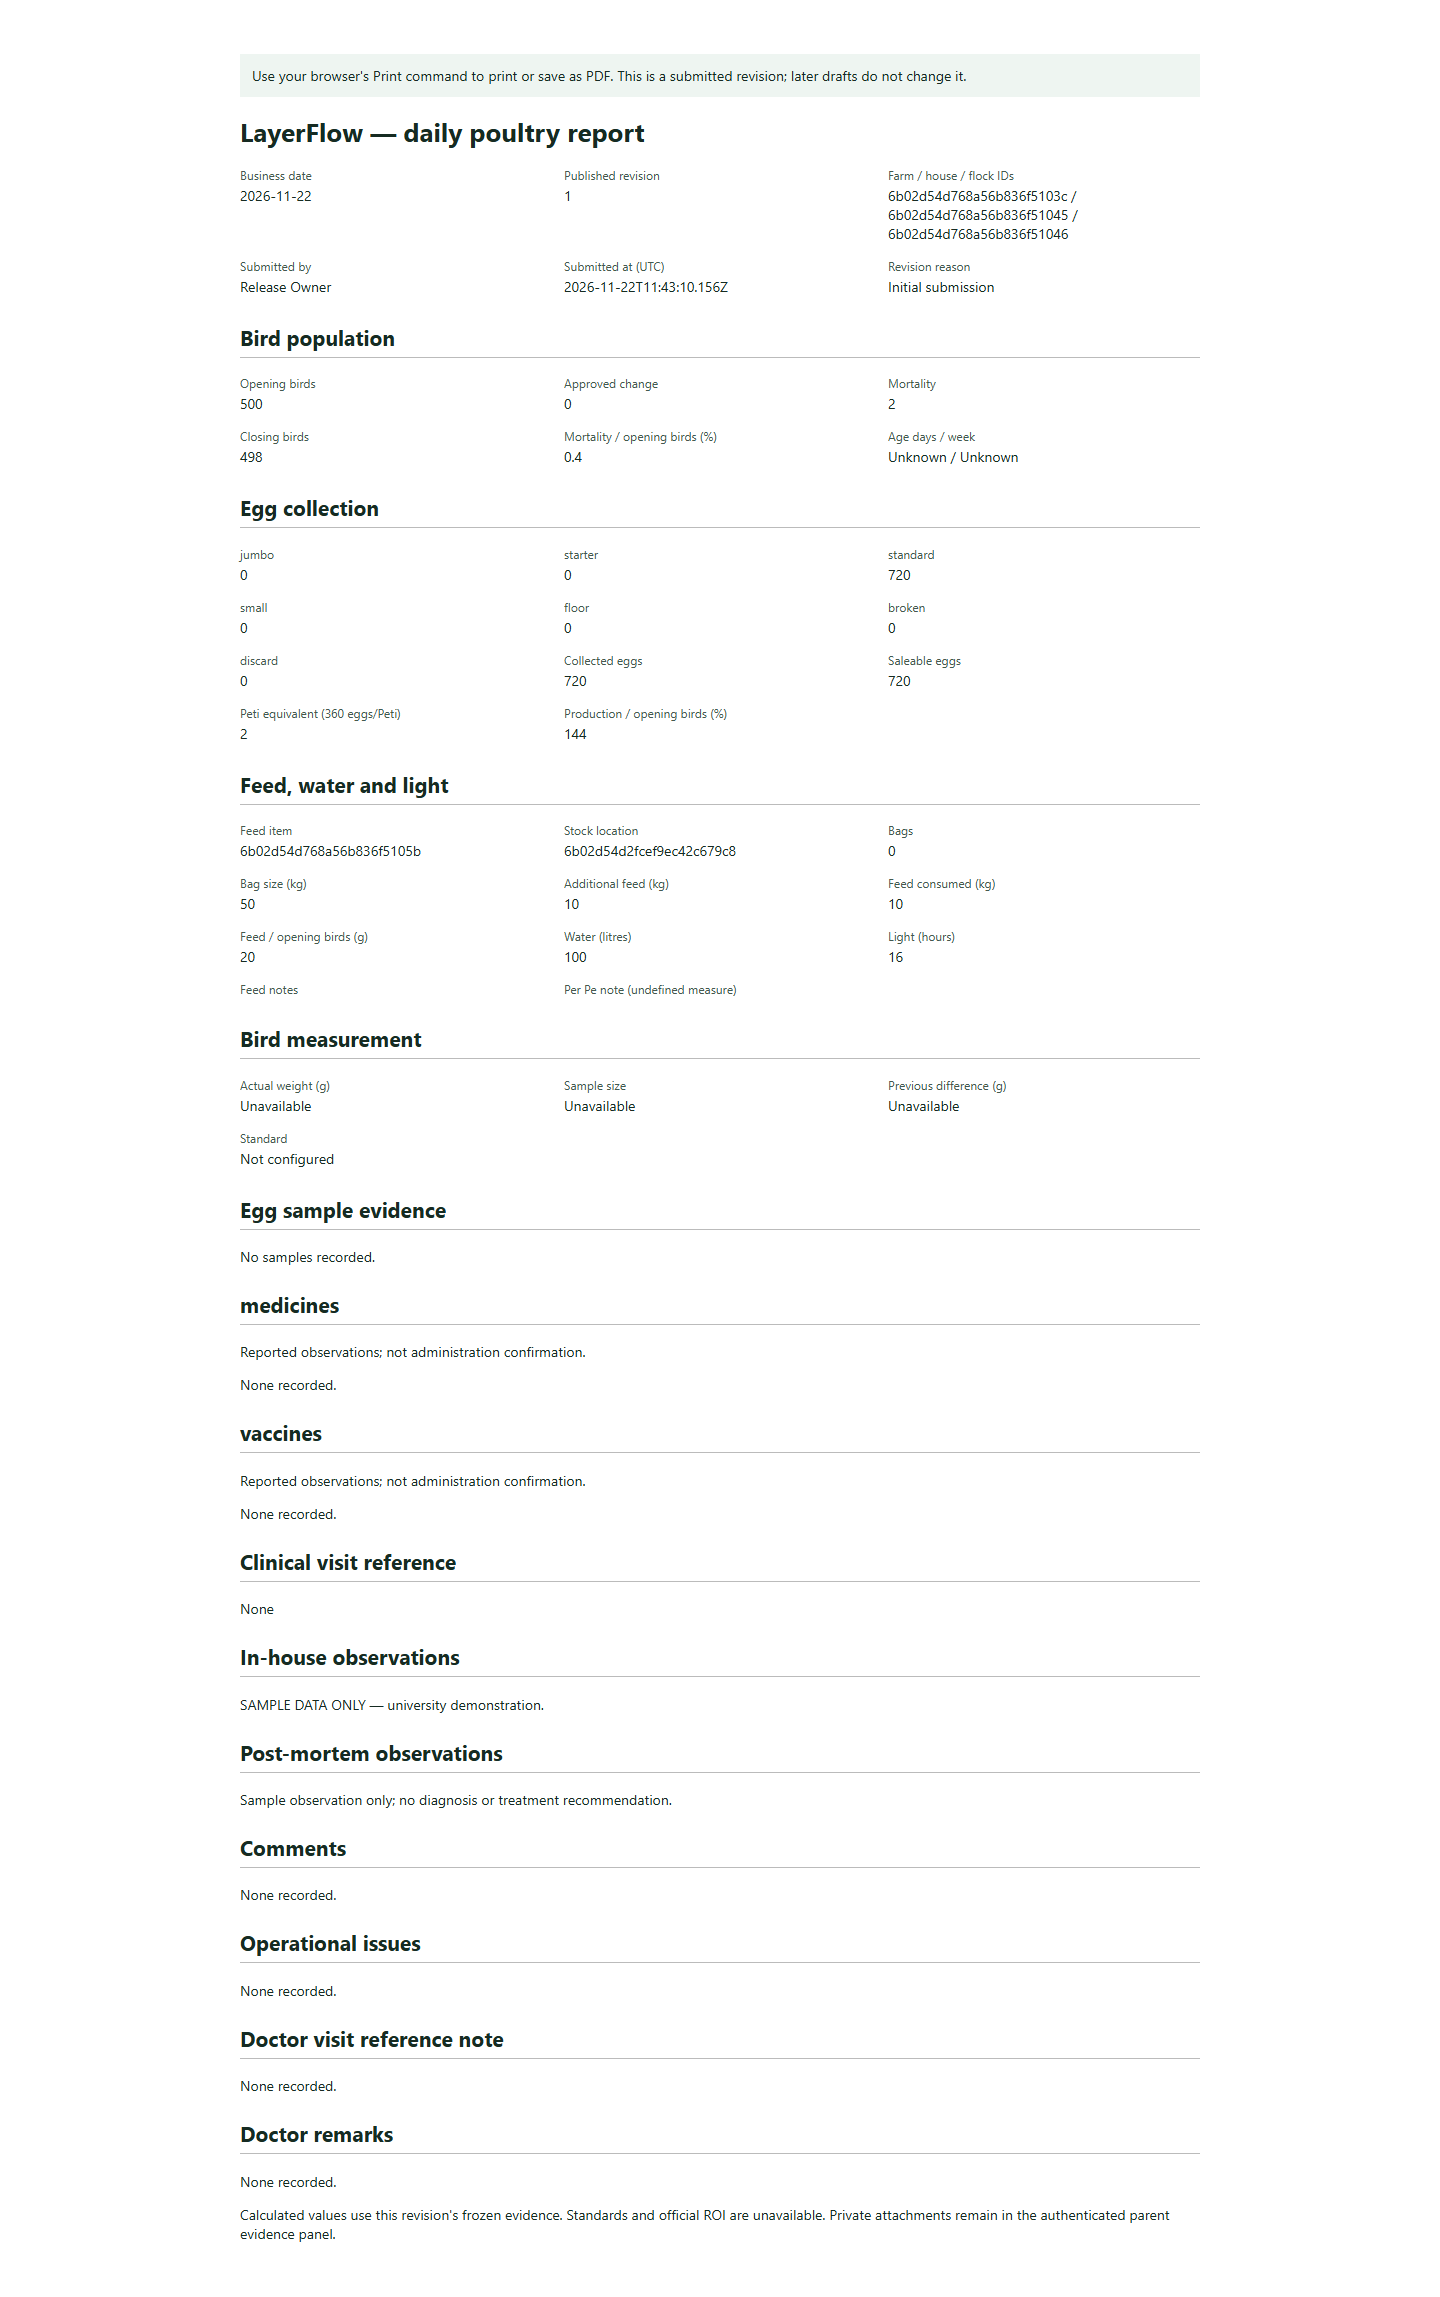 Use your browser's Print command to print or save as PDF. This is a submitted revision; later drafts do not change it.
LayerFlow — daily poultry report
Business date
2026-11-22
Published revision
1
Farm / house / flock IDs
6b02d54d768a56b836f5103c /
6b02d54d768a56b836f51045 /
6b02d54d768a56b836f51046
Submitted by
Release Owner
Submitted at (UTC)
2026-11-22T11:43:10.156Z
Revision reason
Initial submission
Bird population
Opening birds
500
Approved change
0
Mortality
2
Closing birds
498
Mortality / opening birds (%)
0.4
Age days / week
Unknown / Unknown
Egg collection
jumbo
0
starter
0
standard
720
small
0
floor
0
broken
0
discard
0
Collected eggs
720
Saleable eggs
720
Peti equivalent (360 eggs/Peti)
2
Production / opening birds (%)
144
Feed, water and light
Feed item
6b02d54d768a56b836f5105b
Stock location
6b02d54d2fcef9ec42c679c8
Bags
0
Bag size (kg)
50
Additional feed (kg)
10
Feed consumed (kg)
10
Feed / opening birds (g)
20
Water (litres)
100
Light (hours)
16
Feed notes
Per Pe note (undefined measure)
Bird measurement
Actual weight (g)
Unavailable
Sample size
Unavailable
Previous difference (g)
Unavailable
Standard
Not configured
Egg sample evidence
No samples recorded.
medicines
Reported observations; not administration confirmation.
None recorded.
vaccines
Reported observations; not administration confirmation.
None recorded.
Clinical visit reference
None
In-house observations
SAMPLE DATA ONLY — university demonstration.
Post-mortem observations
Sample observation only; no diagnosis or treatment recommendation.
Comments
None recorded.
Operational issues
None recorded.
Doctor visit reference note
None recorded.
Doctor remarks
None recorded.
Calculated values use this revision's frozen evidence. Standards and official ROI are unavailable. Private attachments remain in the authenticated parent
evidence panel.